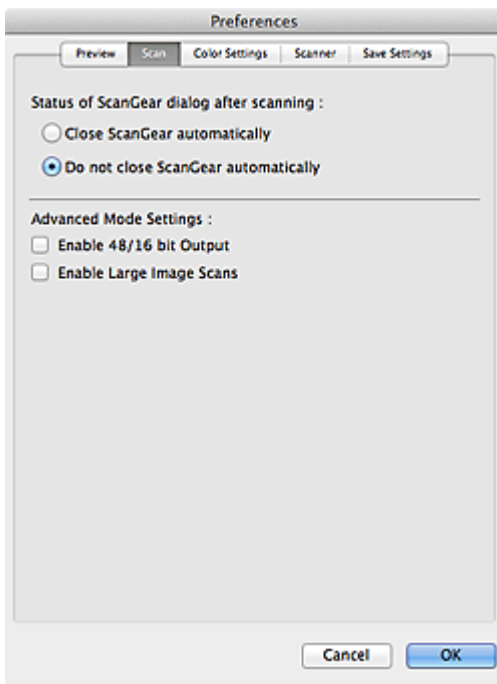 Preferences
Preview Scan Color Settings Scanner Save Settings
Status of ScanGear dialog after scanning :
Close ScanGear automatically
Do not close ScanGear automatically
Advanced Mode Settings :
Enable 48/16 bit Output
Enable Large Image Scans
Cancel OK